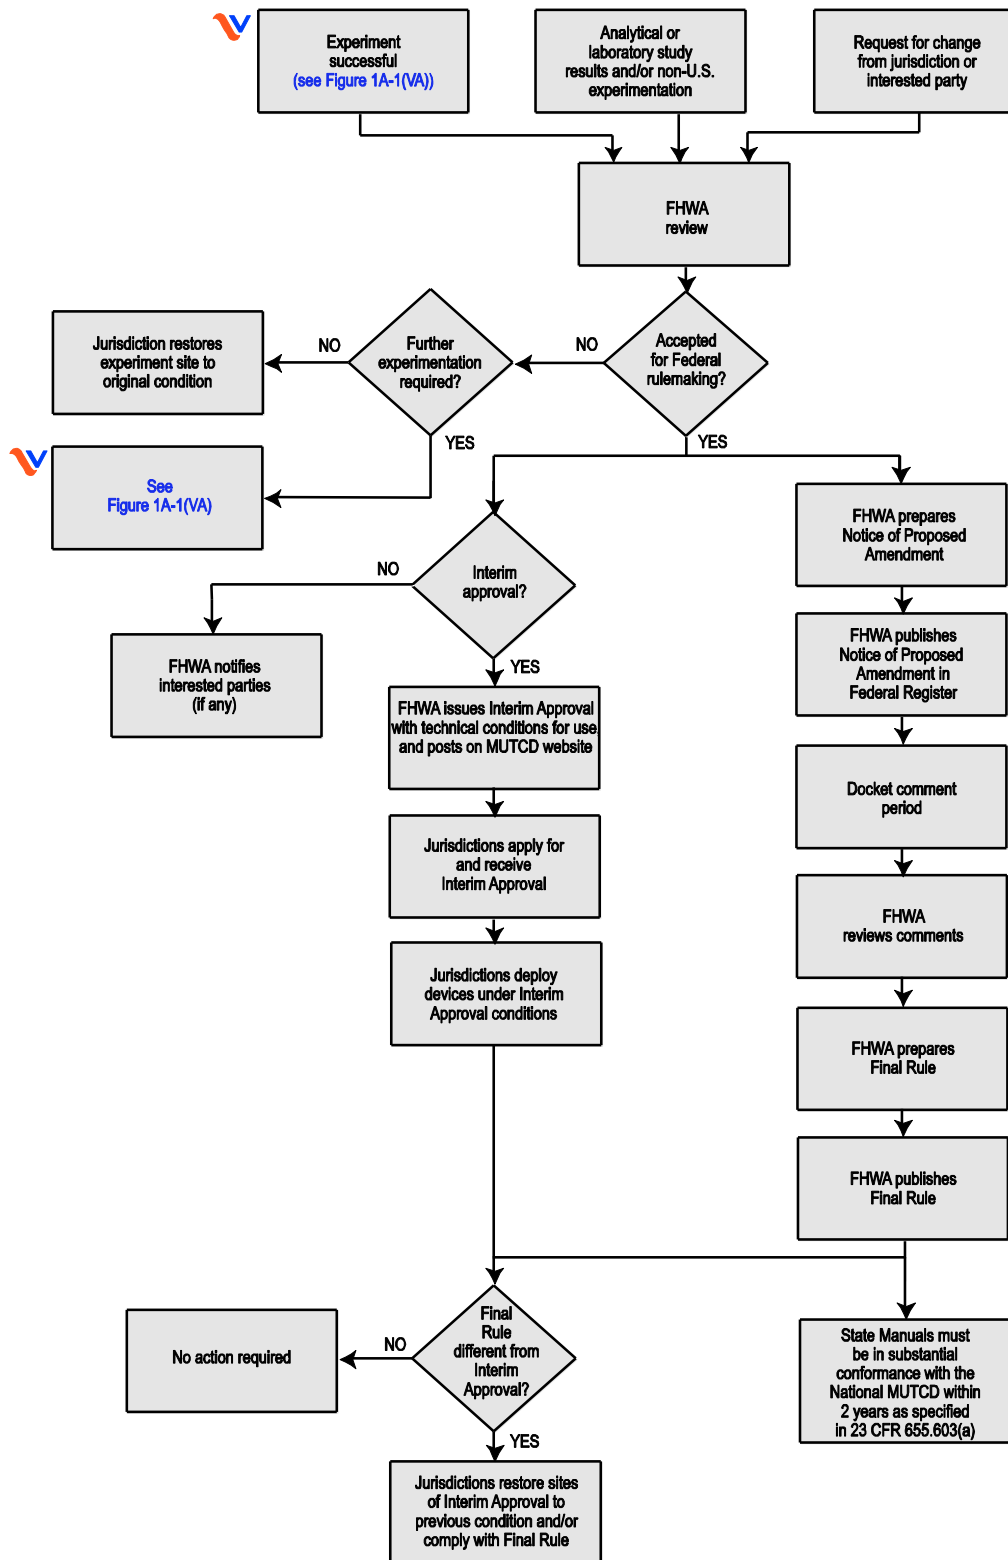 Experiment
successful
(see Figure 1A-1(VA))
Analytical or
laboratory study
results and/or non-U.S.
experimentation
Request for change
from jurisdiction or
interested party
FHWA
review
Jurisdiction restores
experiment site to
original condition
NO
Further
experimentation
required?
NO
Accepted
for Federal
rulemaking?
YES
YES
See
Figure 1A-1(VA)
FHWA prepares
Notice of Proposed
Amendment
NO
Interim
approval?
FHWA notifies
interested parties
(if any)
YES
FHWA publishes
Notice of Proposed
Amendment in
Federal Register
FHWA issues Interim Approval
with technical conditions for use
and posts on MUTCD website
Docket comment
period
Jurisdictions apply for
and receive
Interim Approval
FHWA
reviews comments
Jurisdictions deploy
devices under Interim
Approval conditions
FHWA prepares
Final Rule
FHWA publishes
Final Rule
No action required
NO
Final
Rule
different from
Interim
Approval?
YES
State Manuals must
be in substantial
conformance with the
National MUTCD within
2 years as specified
in 23 CFR 655.603(a)
Jurisdictions restore sites
of Interim Approval to
previous condition and/or
comply with Final Rule